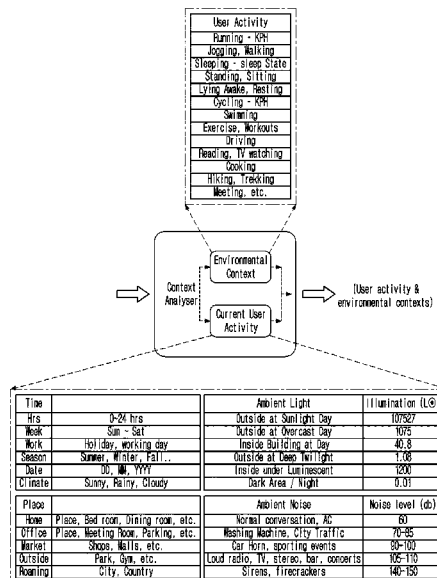 User Activity
Running - KPH
Jogging, Walking
Sleeping - sleep State
Standing, Sitting
Lying Awake, Resting
Cycling - KPH
Swimming
Exercise, Workouts
Driving
Reading, TV watching
Cooking
Hiking, Trekking
Meeting, etc.
Context
Analyser
Environmental
Context
Current User
Activity
(User activity &
environmental contexts)
Time
Hrs 0~24 hrs
Week Sun ~ Sat
Work Holiday, working day
Season Summer, Winter, Fall..
Date DD, MM, YYYY
Climate Sunny, Rainy, Cloudy
Ambient Light Illumination
Outside at Sunlight Day 107527
Outside at Overcast Day 1075
Inside Building at Day 40.8
Outside at Deep Twilight 1.08
Inside under Luminescent 1200
Dark Area / Night 0.01
Place
Home Place, Bed room, Dining room, etc.
Office Place, Meeting Room, Parking, etc.
Market Shops, Malls, etc.
Outside Park, Gym, etc.
Roaming City, Country
Ambient Noise Noise level (db)
Normal conversation, AC 60
Washing Machine, City Traffic 70-85
Car Horn, sporting events 90-100
Loud radio, TV, stereo, bar, concerts 105-110
Sirens, firecrackers 140-150